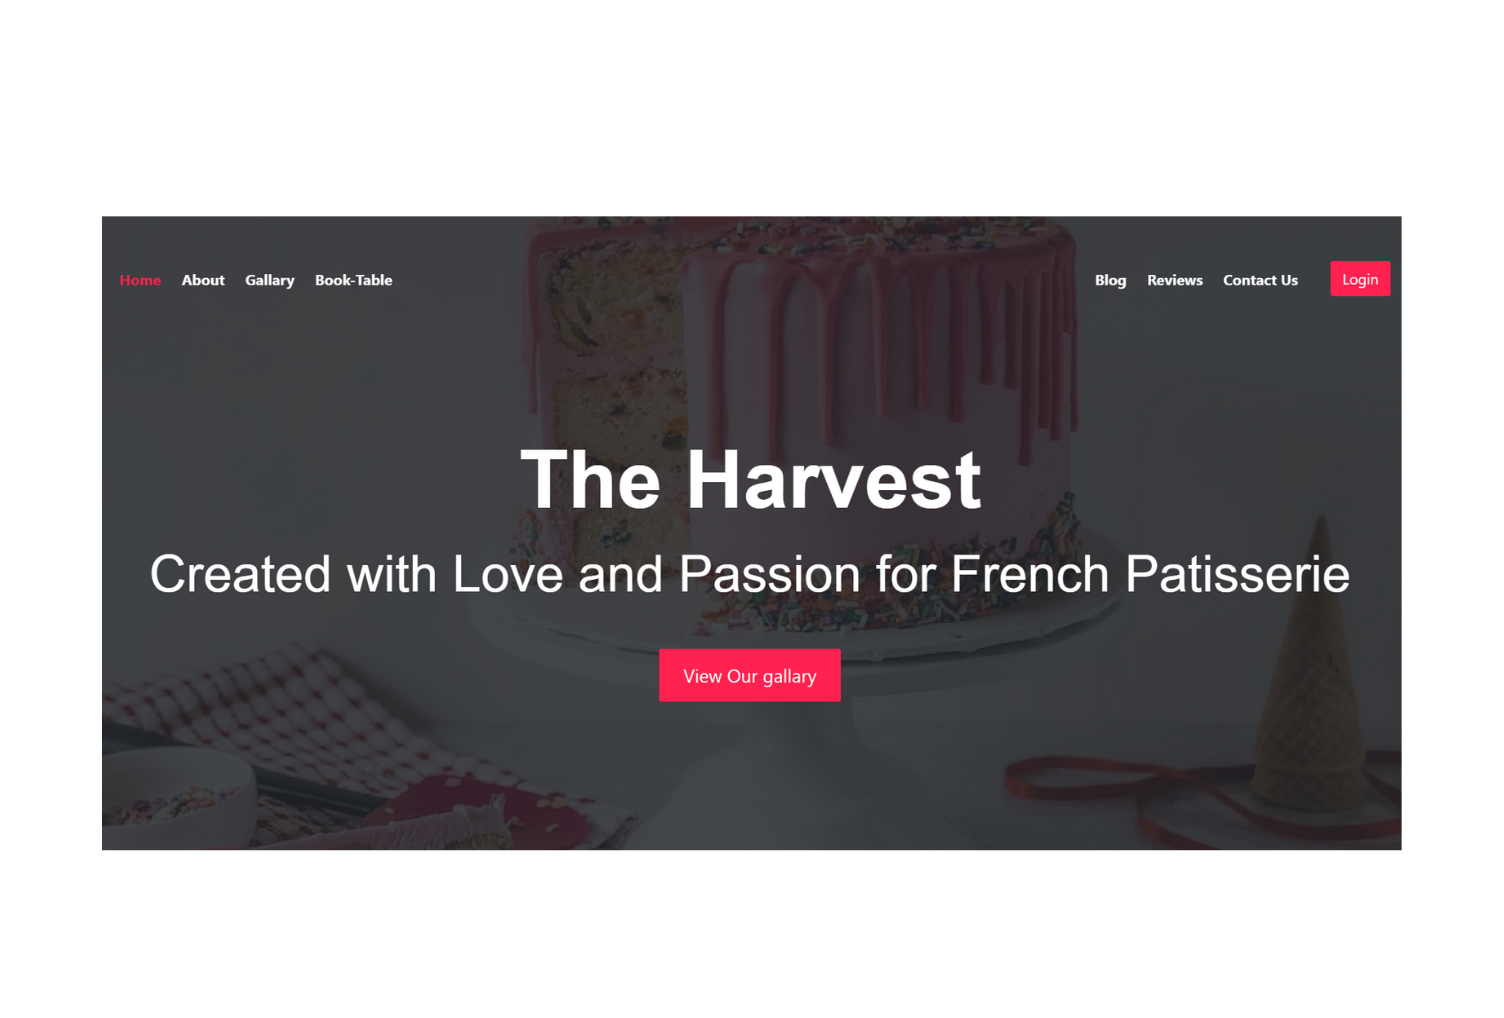 Home About Gallary Book-Table Blog Reviews Contact Us Login
The Harvest
Created with Love and Passion for French Patisserie
View Our gallary